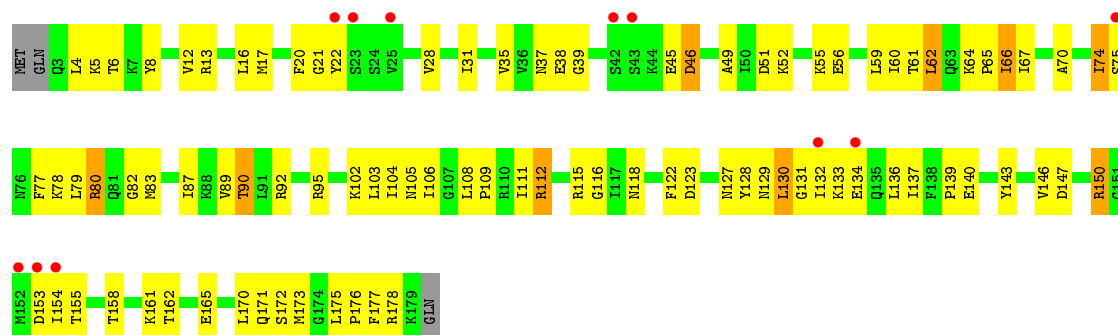 MET GLN Q3 L4 K5 T6 K7 Y8 V12 R13 L16 M17 F20 G21 Y22 S23 S24 V25 V28 I31 V35 V36 N37 E38 G39 S42 S43 K44 E45 D46 A49 I50 D51 K52 K55 E56 L59 I60 T61 L62 Q63 K64 P65 I66 I67 A70 I74 S75
N76 F77 K78 L79 R80 Q81 G82 M83 I87 K88 V89 T90 L91 R92 R95 K102 L103 I104 N105 I106 G107 L108 P109 R110 I111 R112 R115 G116 I117 N118 F122 D123 N127 Y128 N129 L130 G131 I132 K133 E134 Q135 L136 I137 F138 P139 E140 Y143 V146 D147 R150 G151
M152 D153 I154 T155 T158 K161 T162 E165 L170 Q171 S172 M173 G174 L175 P176 F177 R178 K179 GLN